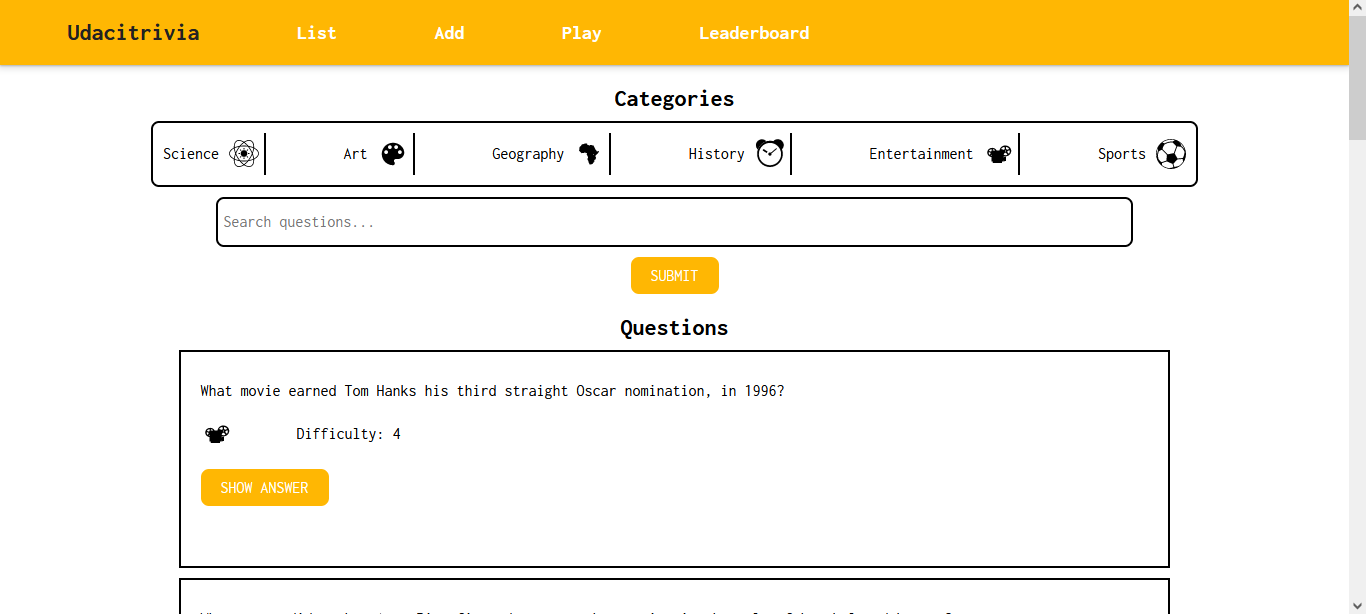 Udacitrivia List Add Play Leaderboard
Categories
Science Art Geography History Entertainment Sports
Search questions...
SUBMIT
Questions
What movie earned Tom Hanks his third straight Oscar nomination, in 1996?
Difficulty: 4
SHOW ANSWER